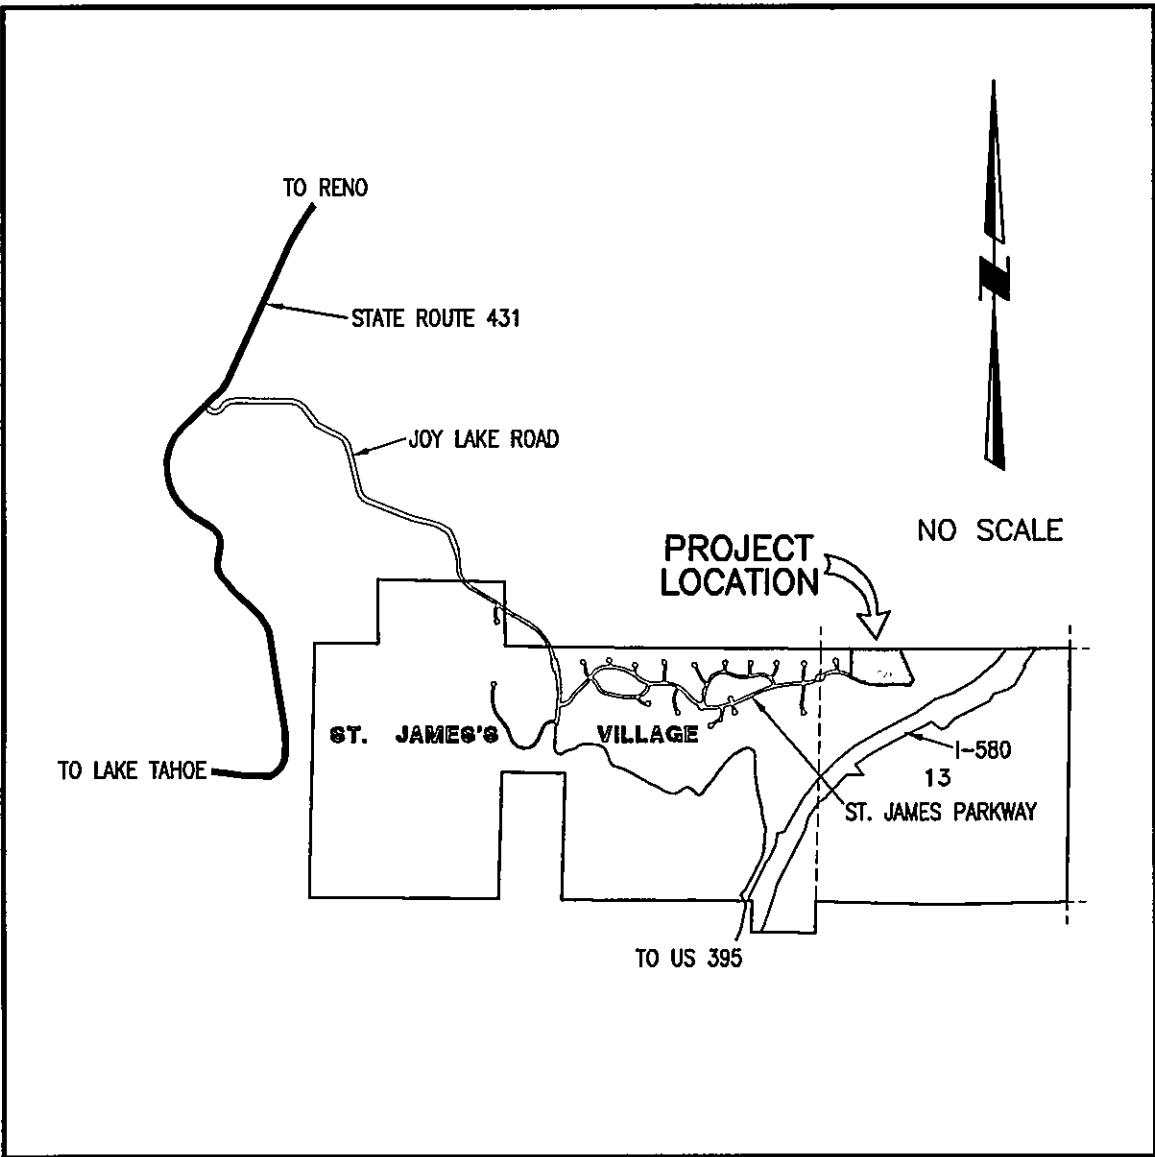 TO RENO
STATE ROUTE 431
JOY LAKE ROAD
N
NO SCALE
PROJECT
LOCATION
ST. JAMES'S VILLAGE
I-580
TO LAKE TAHOE
13
ST. JAMES PARKWAY
TO US 395